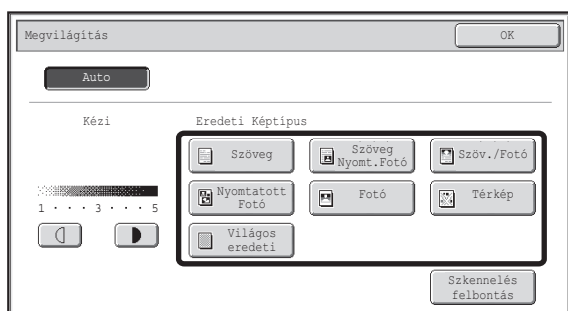 Megvilágítás
OK
Auto
Kézi
Eredeti Képtípus
Szöveg
Szöveg
Nyomt.Fotó
Szöv./Fotó
Nyomtatott
Fotó
Fotó
Térkép
1 · · · 3 · · · 5
Világos
eredeti
Szkennelés
felbontás